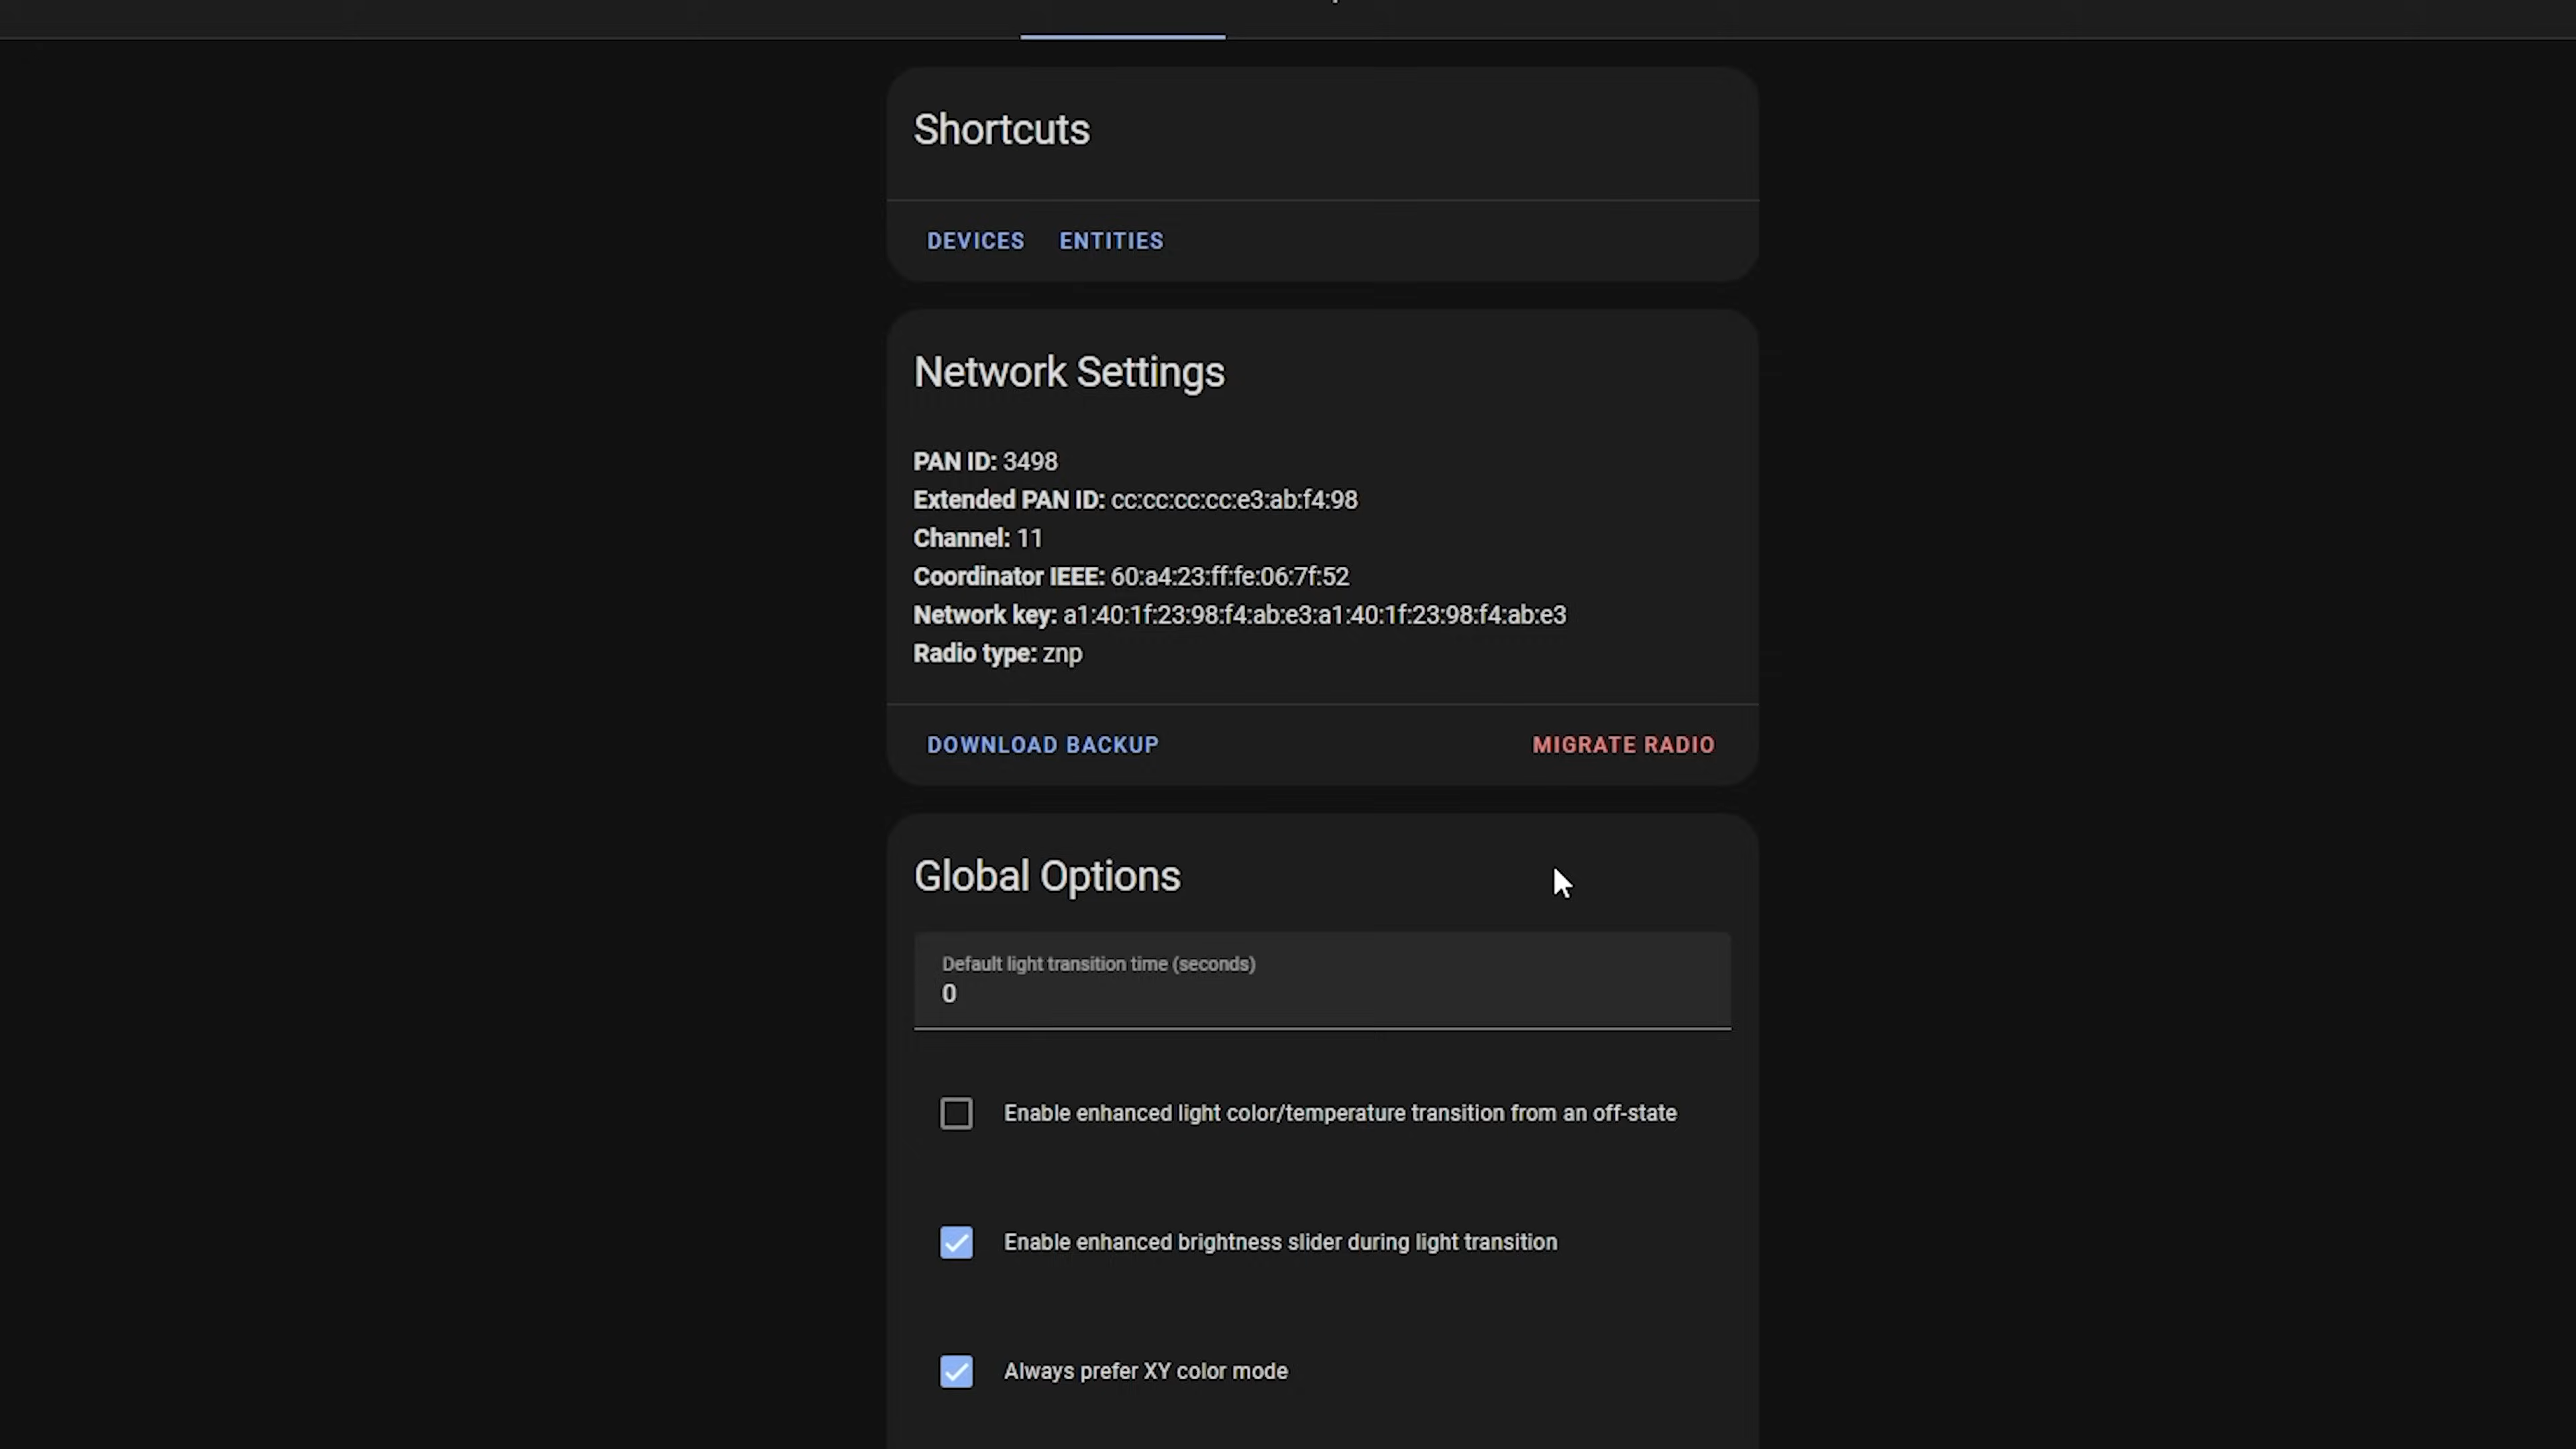 Shortcuts
DEVICES ENTITIES
Network Settings
PAN ID: 3498
Extended PAN ID: cc:cc:cc:cc:e3:ab:f4:98
Channel: 11
Coordinator IEEE: 60:a4:23:ff:fe:06:7f:52
Network key: a1:40:1f:23:98:f4:ab:e3:a1:40:1f:23:98:f4:ab:e3
Radio type: znp
DOWNLOAD BACKUP MIGRATE RADIO
Global Options
Default light transition time (seconds)
0
Enable enhanced light color/temperature transition from an off-state
Enable enhanced brightness slider during light transition
Always prefer XY color mode